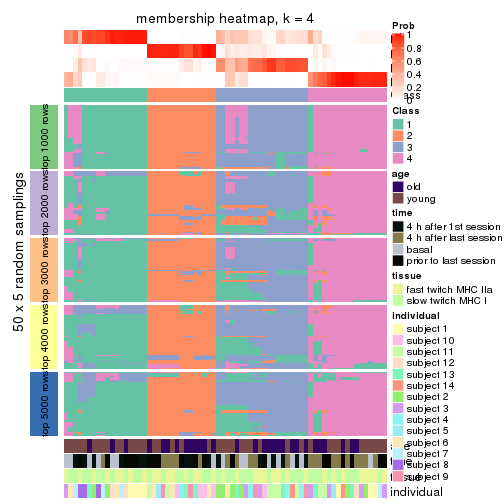 membership heatmap, k = 4
50 x 5 random samplings
top 1000 rows
top 2000 rows
top 3000 rows
top 4000 rows
top 5000 rows
Prob
1
0.8
0.6
0.4
0.2
0
Class
1
2
3
4
age
old
young
time
4 h after 1st session
4 h after last session
basal
prior to last session
tissue
fast twitch MHC IIa
slow twitch MHC I
individual
subject 1
subject 10
subject 11
subject 12
subject 13
subject 14
subject 2
subject 3
subject 4
subject 5
subject 6
subject 7
subject 8
subject 9
individual